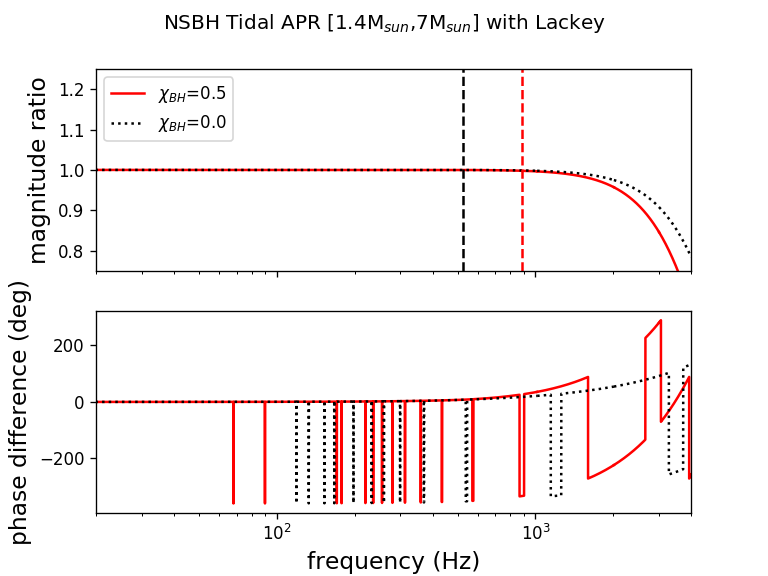 NSBH Tidal APR [1.4M$_{sun}$,7M$_{sun}$] with Lackey
magnitude ratio
1.2
1.1
1.0
0.9
0.8
χ$_{BH}$=0.5
χ$_{BH}$=0.0
phase difference (deg)
200
0
−200
10$^{2}$ 10$^{3}$
frequency (Hz)